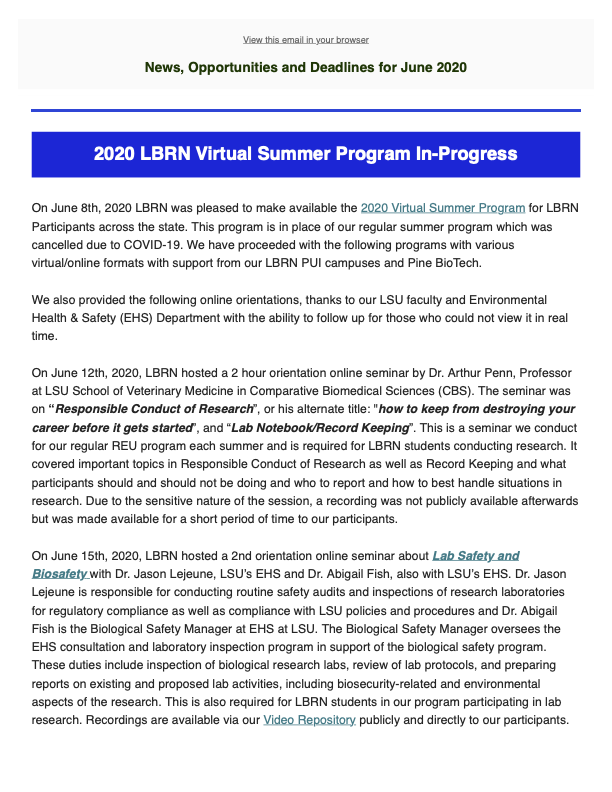 View this email in your browser
News, Opportunities and Deadlines for June 2020
2020 LBRN Virtual Summer Program In-Progress
On June 8th, 2020 LBRN was pleased to make available the 2020 Virtual Summer Program for LBRN
Participants across the state. This program is in place of our regular summer program which was
cancelled due to COVID-19. We have proceeded with the following programs with various
virtual/online formats with support from our LBRN PUI campuses and Pine BioTech.
We also provided the following online orientations, thanks to our LSU faculty and Environmental
Health & Safety (EHS) Department with the ability to follow up for those who could not view it in real
time.
On June 12th, 2020, LBRN hosted a 2 hour orientation online seminar by Dr. Arthur Penn, Professor
at LSU School of Veterinary Medicine in Comparative Biomedical Sciences (CBS). The seminar was
on “Responsible Conduct of Research”, or his alternate title: "how to keep from destroying your
career before it gets started", and “Lab Notebook/Record Keeping”. This is a seminar we conduct
for our regular REU program each summer and is required for LBRN students conducting research. It
covered important topics in Responsible Conduct of Research as well as Record Keeping and what
participants should and should not be doing and who to report and how to best handle situations in
research. Due to the sensitive nature of the session, a recording was not publicly available afterwards
but was made available for a short period of time to our participants.
On June 15th, 2020, LBRN hosted a 2nd orientation online seminar about Lab Safety and
Biosafety with Dr. Jason Lejeune, LSU’s EHS and Dr. Abigail Fish, also with LSU’s EHS. Dr. Jason
Lejeune is responsible for conducting routine safety audits and inspections of research laboratories
for regulatory compliance as well as compliance with LSU policies and procedures and Dr. Abigail
Fish is the Biological Safety Manager at EHS at LSU. The Biological Safety Manager oversees the
EHS consultation and laboratory inspection program in support of the biological safety program.
These duties include inspection of biological research labs, review of lab protocols, and preparing
reports on existing and proposed lab activities, including biosecurity-related and environmental
aspects of the research. This is also required for LBRN students in our program participating in lab
research. Recordings are available via our Video Repository publicly and directly to our participants.